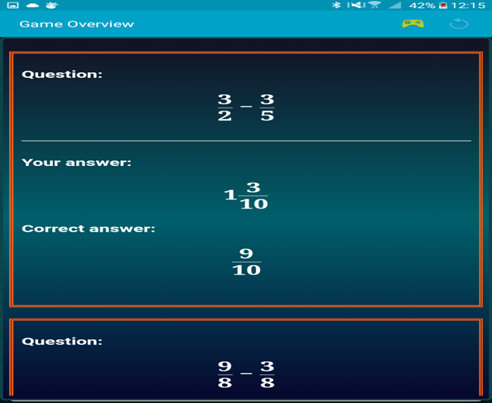 42% 12:15
Game Overview
Question:
3/2 − 3/5
Your answer:
1 3/10
Correct answer:
9/10
Question:
9/8 − 3/8